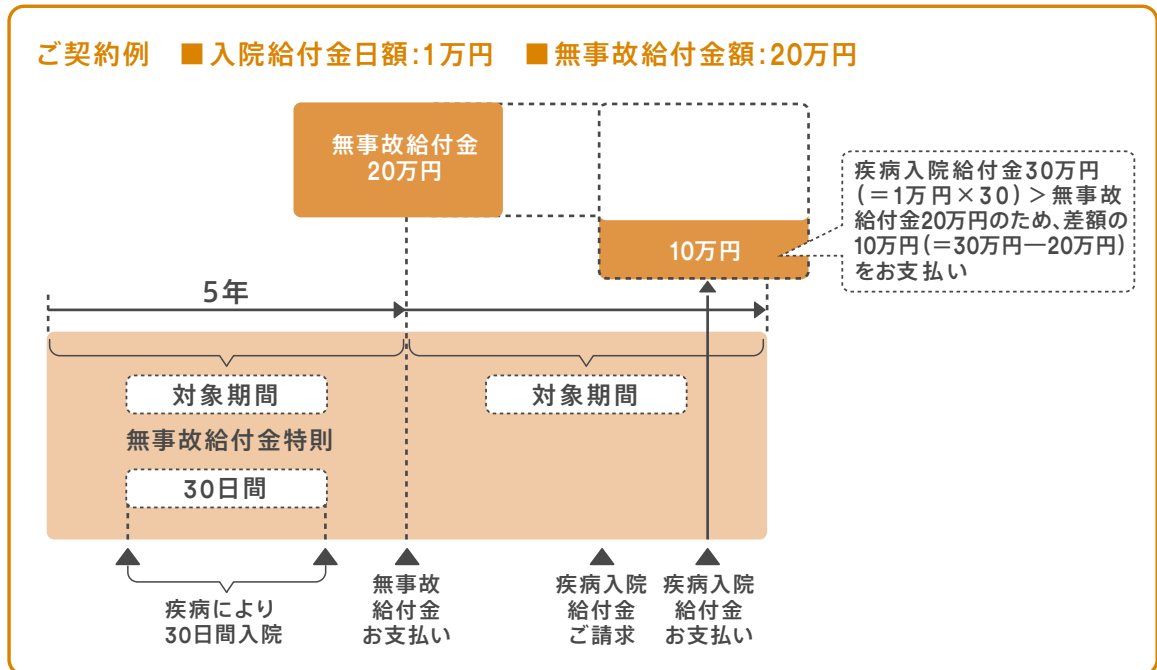 ご契約例 ■入院給付金日額:1万円 ■無事故給付金額:20万円
無事故給付金
20万円
10万円
疾病入院給付金30万円
(＝1万円×30)＞無事故
給付金20万円のため、差額の
10万円(＝30万円―20万円)
をお支払い
5年
対象期間
対象期間
無事故給付金特則
30日間
疾病により
30日間入院
無事故
給付金
お支払い
疾病入院
給付金
ご請求
疾病入院
給付金
お支払い